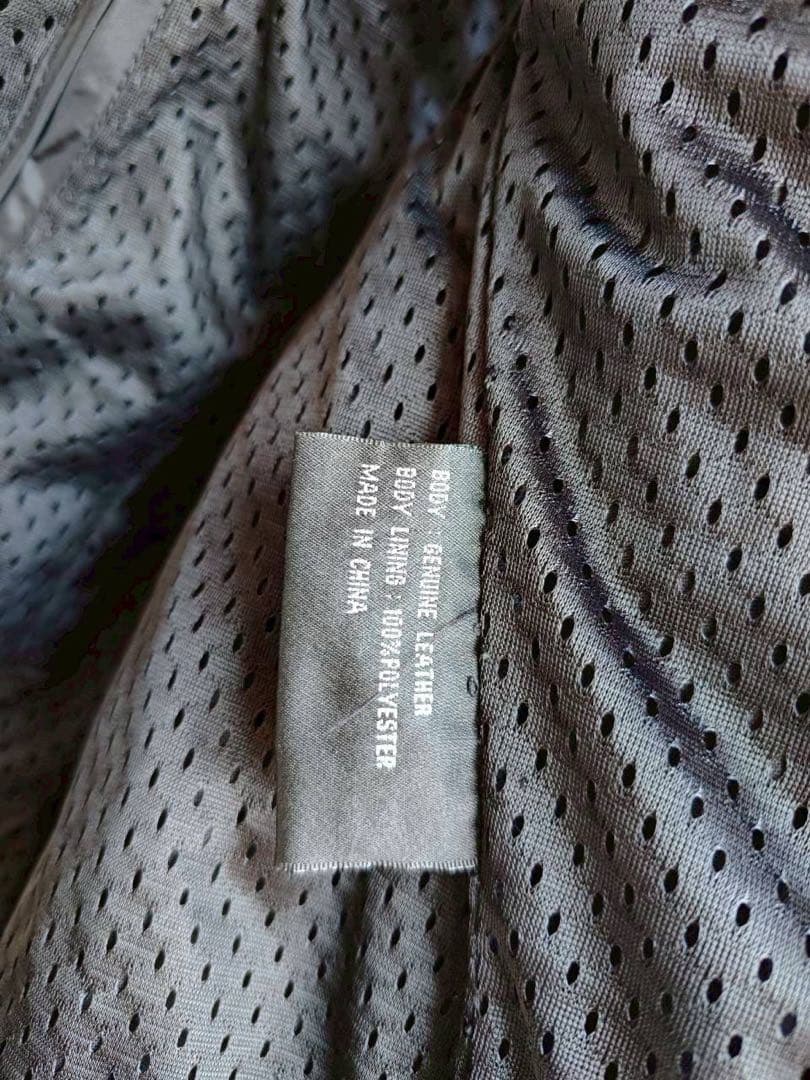 BODY : GENUINE LEATHER
BODY LINING : 100%POLYESTER
MADE IN CHINA